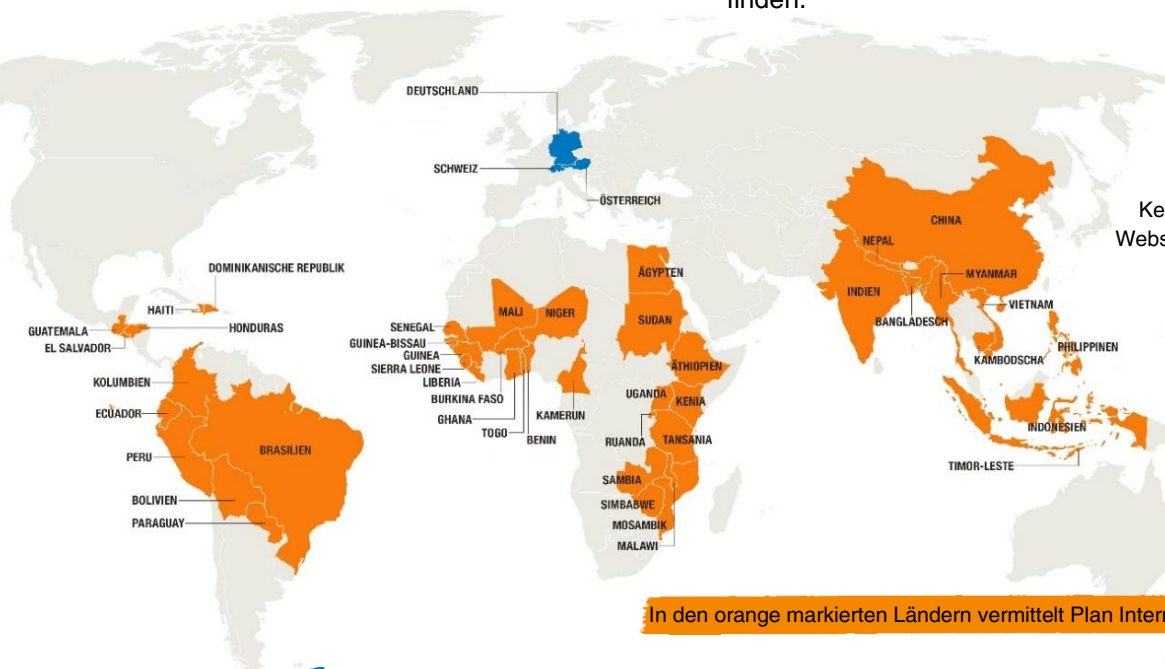 finden.
DEUTSCHLAND
SCHWEIZ
ÖSTERREICH
CHINA
Ke
Webs
NEPAL
ÄGYPTEN
DOMINIKANISCHE REPUBLIK
MYANMAR
INDIEN
HAITI
MALI
NIGER
VIETNAM
SUDAN
BANGLADESCH
GUATEMALA
HONDURAS
SENEGAL
EL SALVADOR
GUINEA-BISSAU
PHILIPPINEN
GUINEA
KAMBODSCHA
SIERRA LEONE
ÄTHIOPIEN
KOLUMBIEN
LIBERIA
UGANDA
BURKINA FASO
KENIA
ECUADOR
GHANA
KAMERUN
INDONESIEN
TOGO
BENIN
RUANDA
TANSANIA
BRASILIEN
PERU
TIMOR-LESTE
SAMBIA
BOLIVIEN
SIMBABWE
PARAGUAY
MOSAMBIK
MALAWI
In den orange markierten Ländern vermittelt Plan Intern